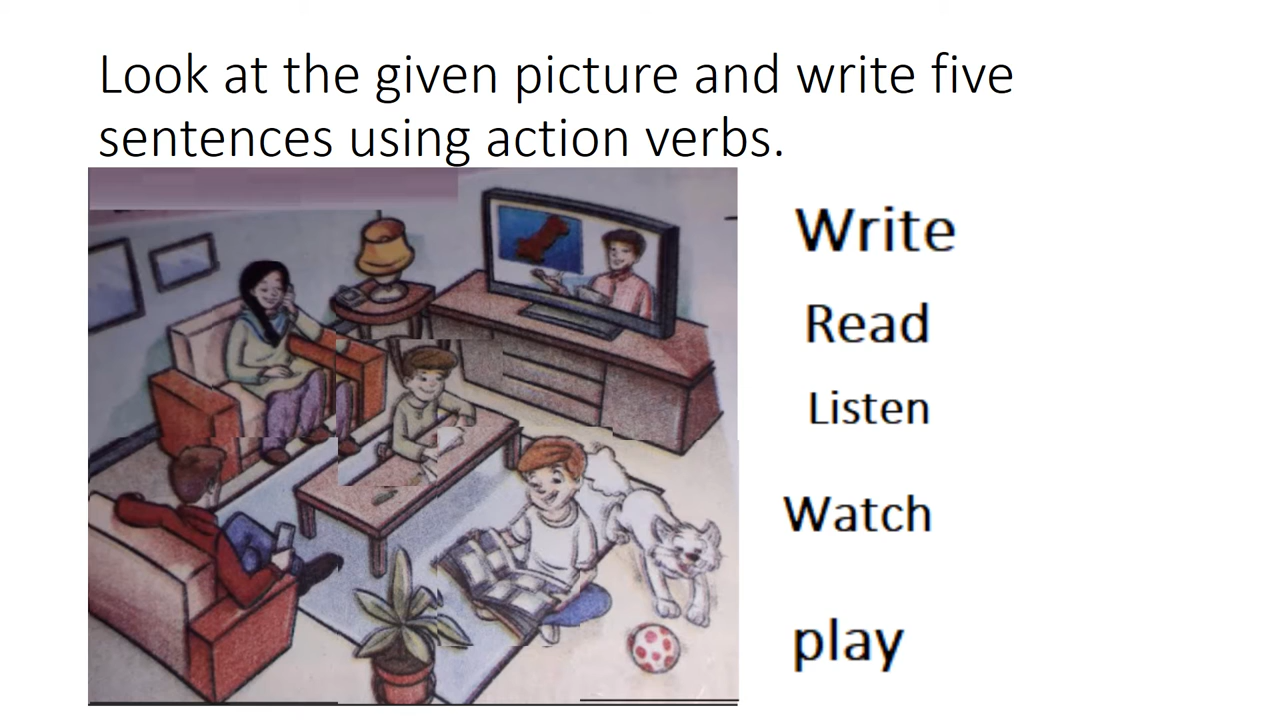 Look at the given picture and write five
sentences using action verbs.
Write
Read
Listen
Watch
play